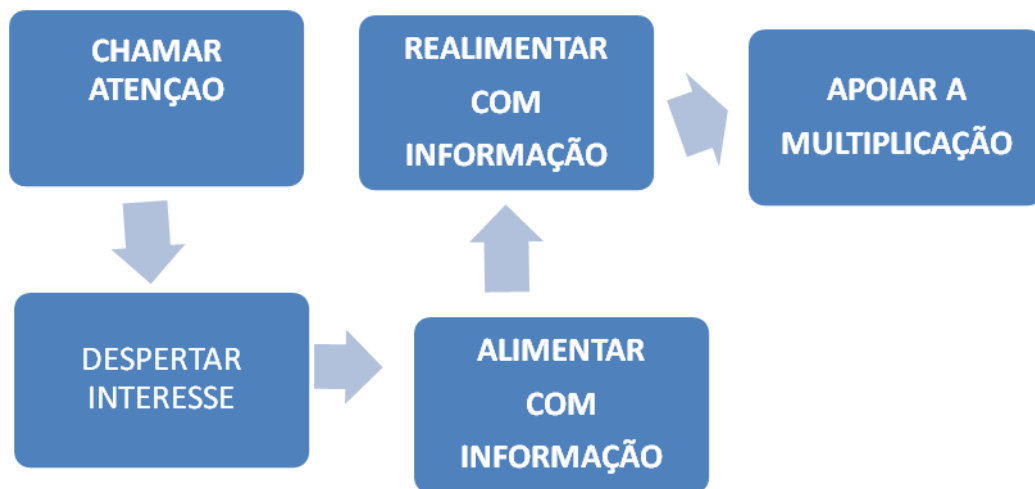 CHAMAR
ATENÇAO
DESPERTAR
INTERESSE
ALIMENTAR
COM
INFORMAÇÃO
REALIMENTAR
COM
INFORMAÇÃO
APOIAR A
MULTIPLICAÇÃO